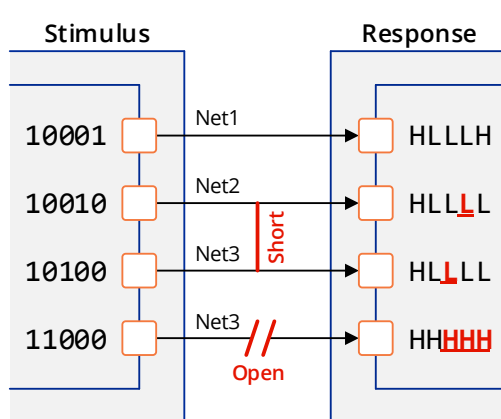 Stimulus Response
10001 Net1 HLLLH
10010 Net2 HLLLL
Short
10100 Net3 HLLLL
11000 Net3 HHHHH
Open